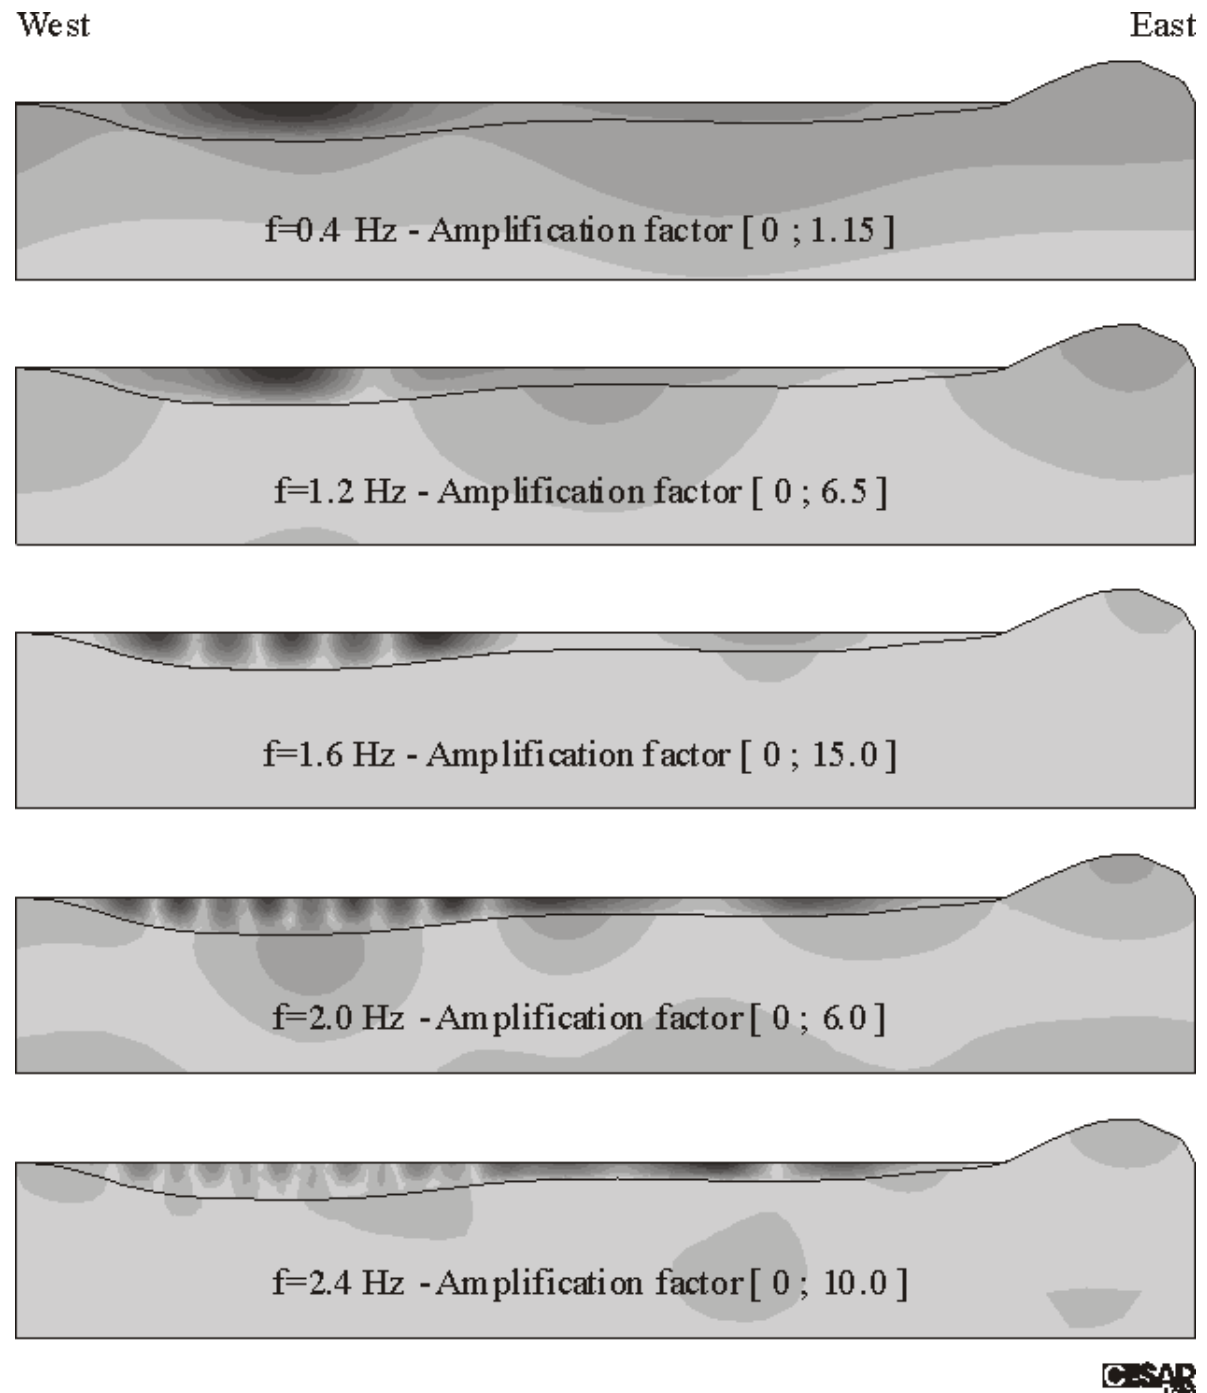 West East
f=0.4 Hz - Amplification factor [ 0 ; 1.15 ]
f=1.2 Hz - Amplification factor [ 0 ; 6.5 ]
f=1.6 Hz - Amplification factor [ 0 ; 15.0 ]
f=2.0 Hz - Amplification factor [ 0 ; 6.0 ]
f=2.4 Hz - Amplification factor [ 0 ; 10.0 ]
CESAR